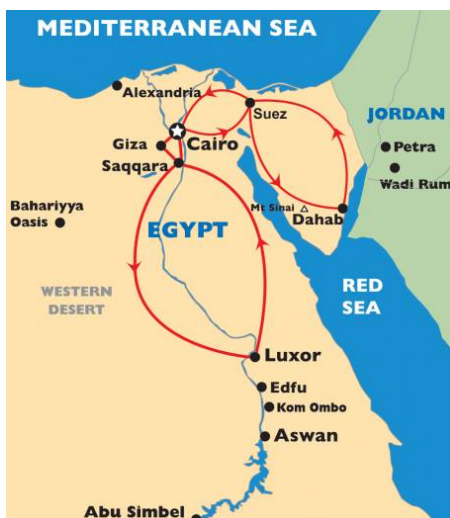 MEDITERRANEAN SEA
Alexandria
Suez
JORDAN
Giza
Cairo
Petra
Saqqara
Wadi Rum
Bahariyya
Oasis
Mt Sinai
Dahab
EGYPT
RED
SEA
WESTERN
DESERT
Luxor
Edfu
Kom Ombo
Aswan
Abu Simbel